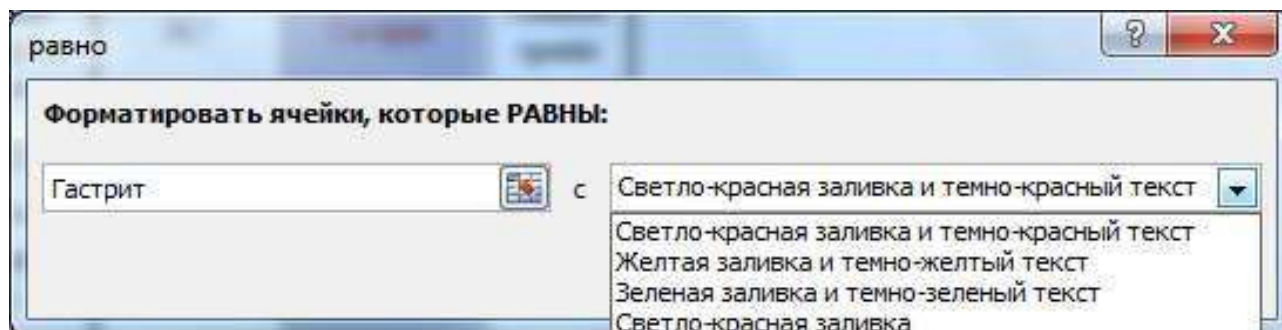 равно
Форматировать ячейки, которые РАВНЫ:
Гастрит с Светло-красная заливка и темно-красный текст
Светло-красная заливка и темно-красный текст
Желтая заливка и темно-желтый текст
Зеленая заливка и темно-зеленый текст
Светло-красная заливка